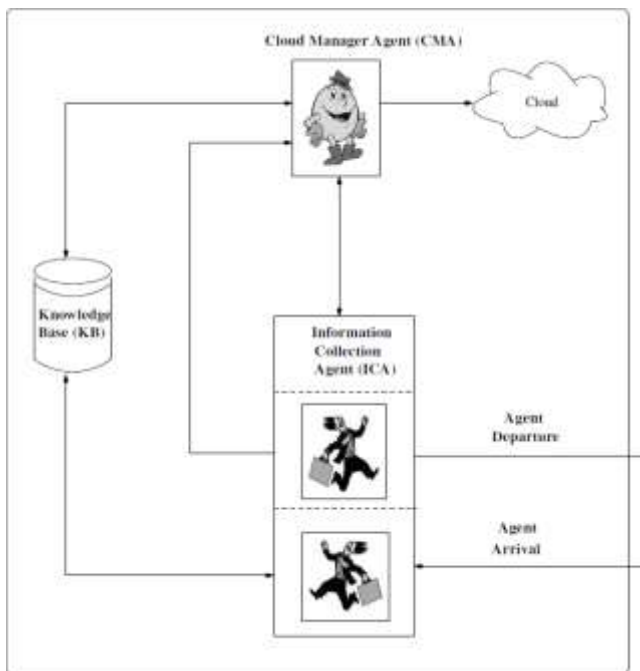 Cloud Manager Agent (CMA)
Cloud
Knowledge
Base (KB)
Information
Collection
Agent (ICA)
Agent
Departure
Agent
Arrival